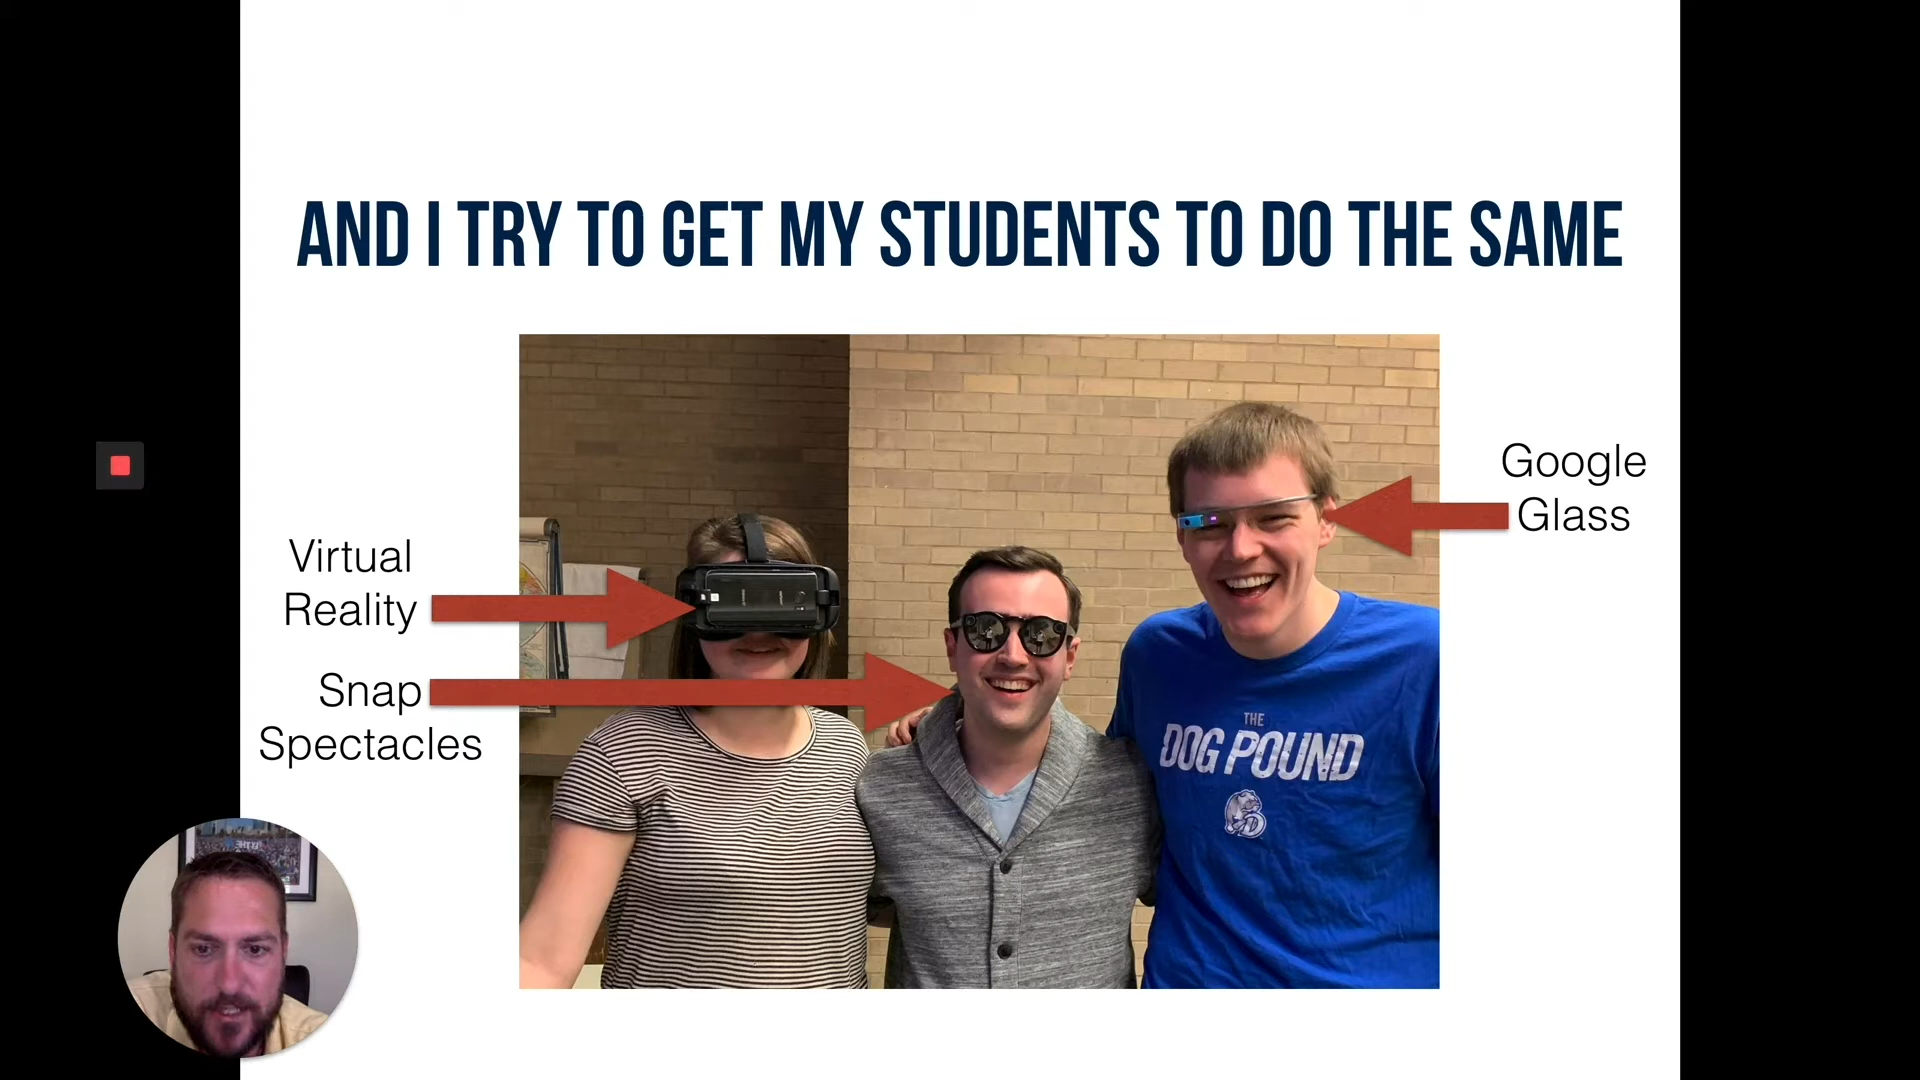 AND I TRY TO GET MY STUDENTS TO DO THE SAME
Google
Glass
Virtual
Reality
Snap
Spectacles
THE
DOG POUND